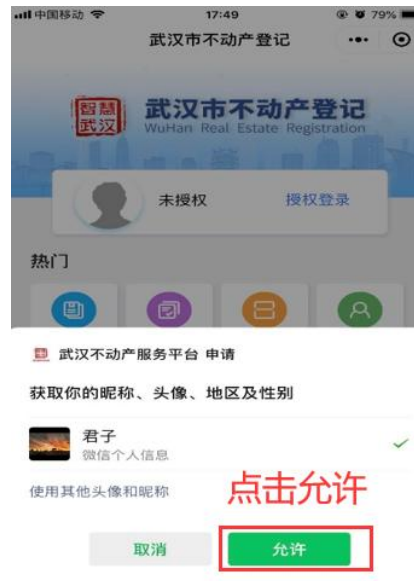 中国移动 17:49 79%
武汉市不动产登记
智慧武汉
武汉市不动产登记
WuHan Real Estate Registration
未授权 授权登录
热门
武汉不动产服务平台 申请
获取你的昵称、头像、地区及性别
君子
微信个人信息
使用其他头像和昵称
点击允许
取消 允许